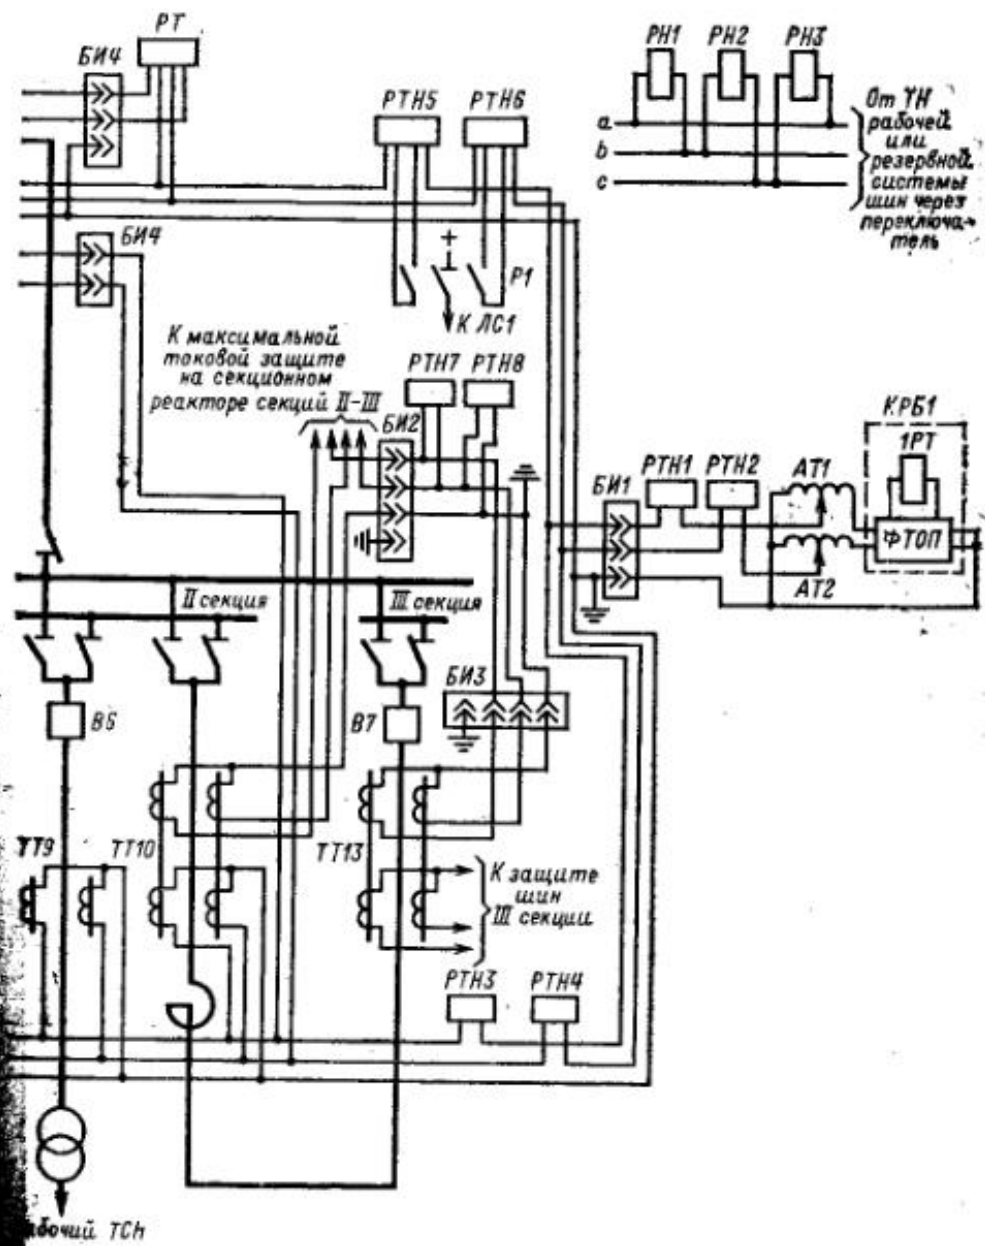 РТ
БИ4
РТН5
РТН6
РН1
РН2
РН3
а
b
c
От ТН
рабочей
или
резервной
системы
шин через
переключа-
тель
БИ4
+
Р1
К ЛС1
К максимальной
токовой защите
на секционном
реакторе секций II-III
РТН7
РТН8
БИ2
КРБ1
1РТ
БИ1
РТН1
РТН2
АТ1
ФТОП
АТ2
II секция
III секция
БИ3
В6
В7
ТТ9
ТТ10
ТТ13
К защите
шин
III секции
РТН3
РТН4
абочий ТСН